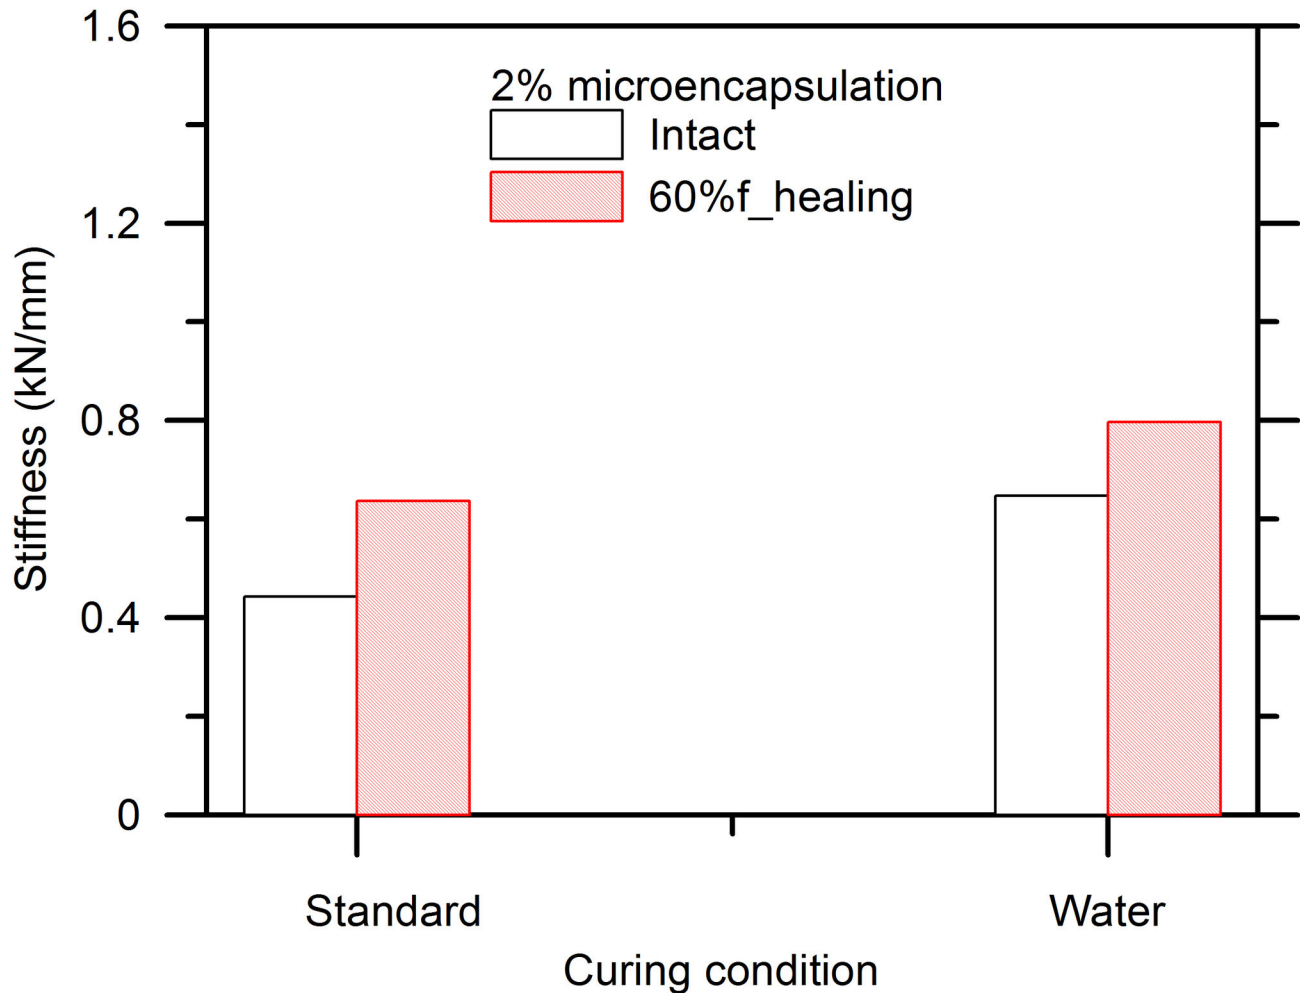 1.6
1.2
0.8
0.4
0
Stiffness (kN/mm)
2% microencapsulation
Intact
60%f_healing
Standard
Water
Curing condition